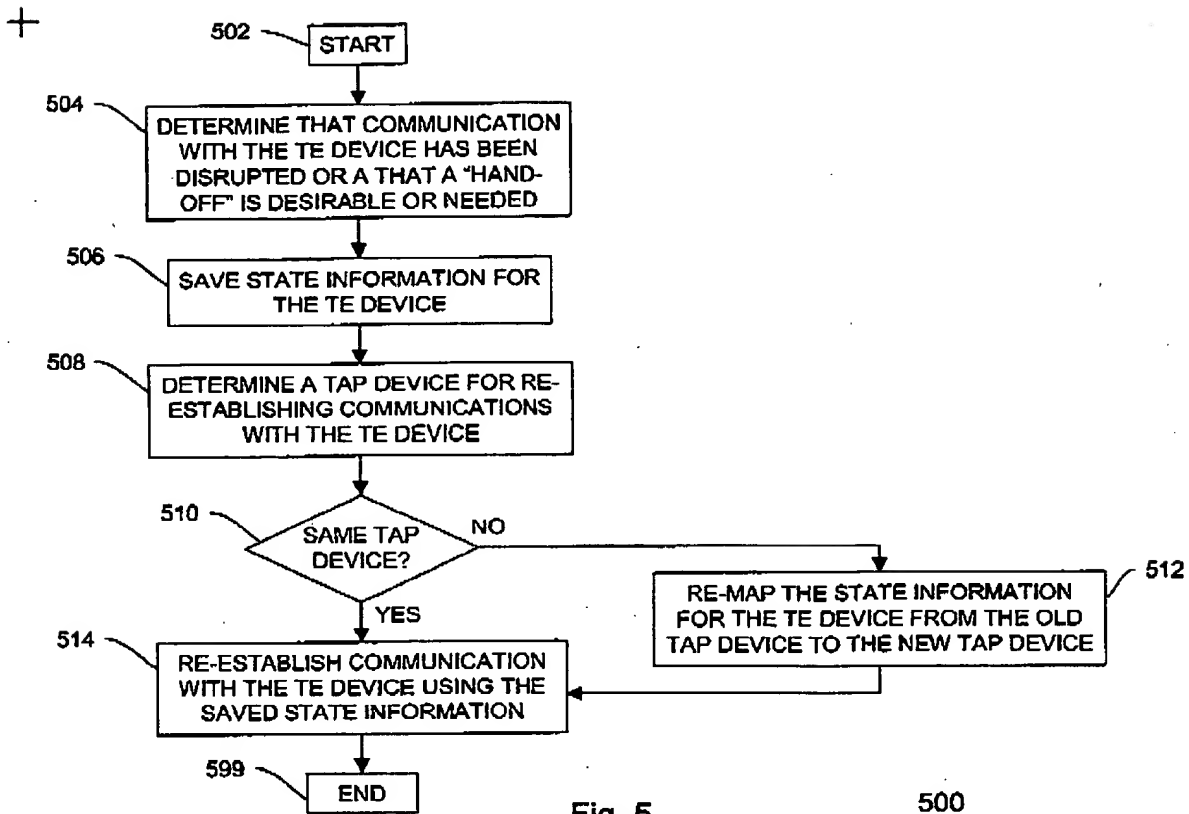 502
START
504
DETERMINE THAT COMMUNICATION
WITH THE TE DEVICE HAS BEEN
DISRUPTED OR A THAT A "HAND-
OFF" IS DESIRABLE OR NEEDED
506
SAVE STATE INFORMATION FOR
THE TE DEVICE
508
DETERMINE A TAP DEVICE FOR RE-
ESTABLISHING COMMUNICATIONS
WITH THE TE DEVICE
510
SAME TAP
DEVICE?
NO
YES
512
RE-MAP THE STATE INFORMATION
FOR THE TE DEVICE FROM THE OLD
TAP DEVICE TO THE NEW TAP DEVICE
514
RE-ESTABLISH COMMUNICATION
WITH THE TE DEVICE USING THE
SAVED STATE INFORMATION
599
END
Fig. 5
500